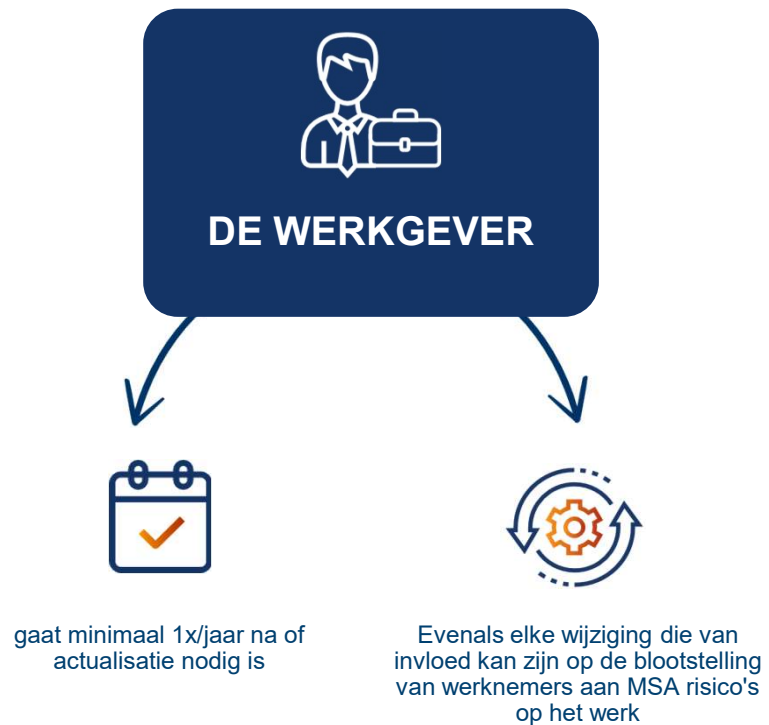 DE WERKGEVER
gaat minimaal 1x/jaar na of
actualisatie nodig is
Evenals elke wijziging die van
invloed kan zijn op de blootstelling
van werknemers aan MSA risico's
op het werk